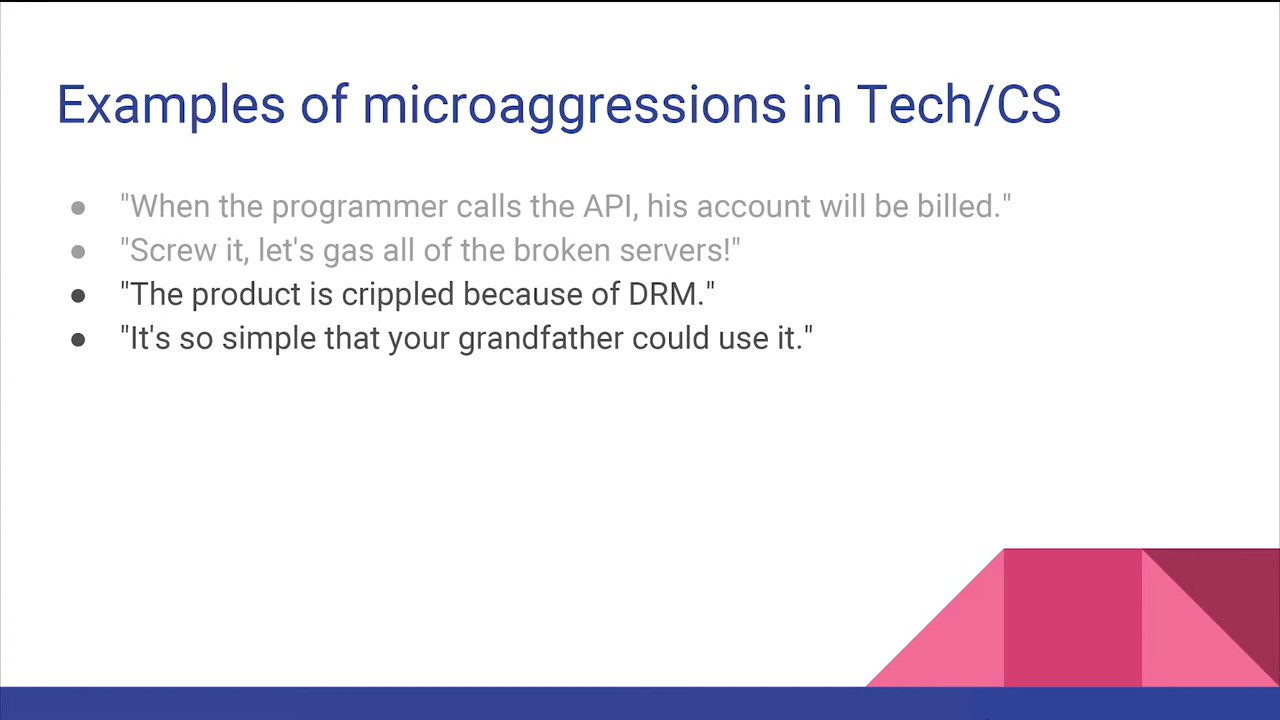 Examples of microaggressions in Tech/CS
● "When the programmer calls the API, his account will be billed."
● "Screw it, let's gas all of the broken servers!"
● "The product is crippled because of DRM."
● "It's so simple that your grandfather could use it."